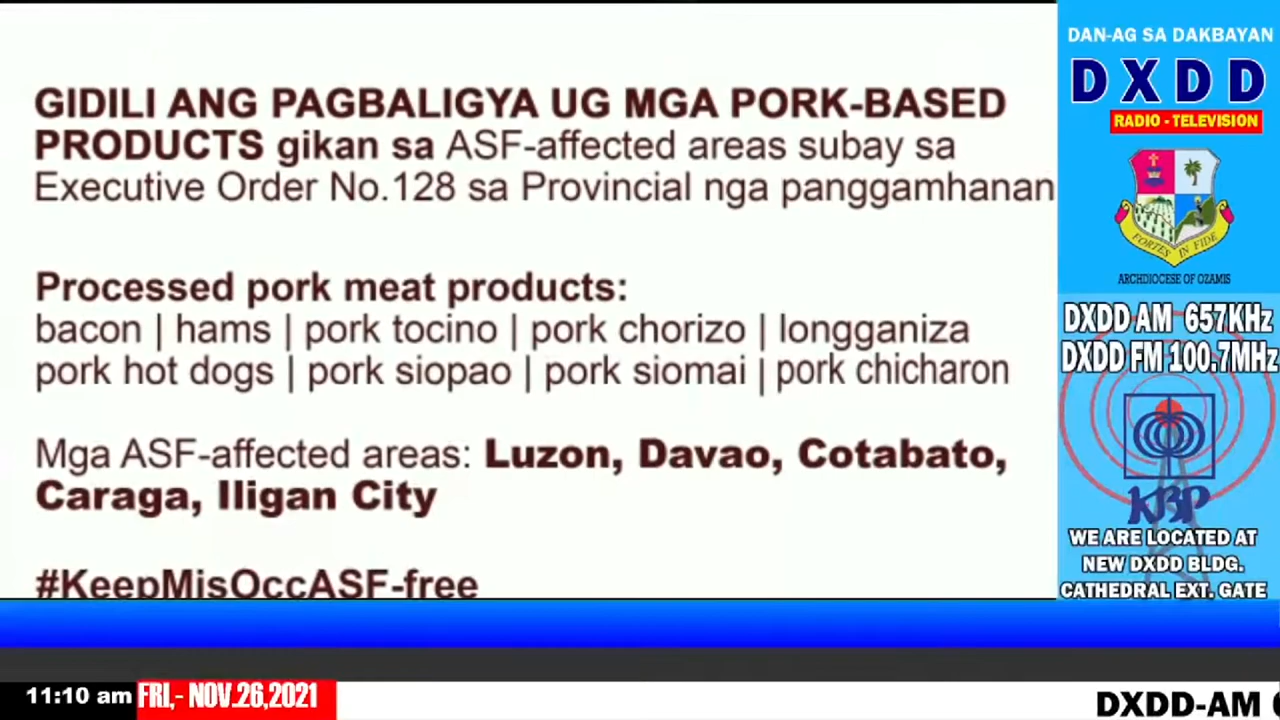 GIDILI ANG PAGBALIGYA UG MGA PORK-BASED
PRODUCTS gikan sa ASF-affected areas subay sa
Executive Order No.128 sa Provincial nga panggamhanan
Processed pork meat products:
bacon | hams | pork tocino | pork chorizo | longganiza
pork hot dogs | pork siopao | pork siomai | pork chicharon
Mga ASF-affected areas: Luzon, Davao, Cotabato,
Caraga, Iligan City
#KeepMisOccASF-free
DAN-AG SA DAKBAYAN
DXDD
RADIO - TELEVISION
FORTES IN FIDE
ARCHDIOCESE OF OZAMIS
DXDD AM 657KHz
DXDD FM 100.7MHz
KBP
WE ARE LOCATED AT
NEW DXDD BLDG.
CATHEDRAL EXT. GATE
11:10 am FRI,- NOV.26,2021
DXDD-AM